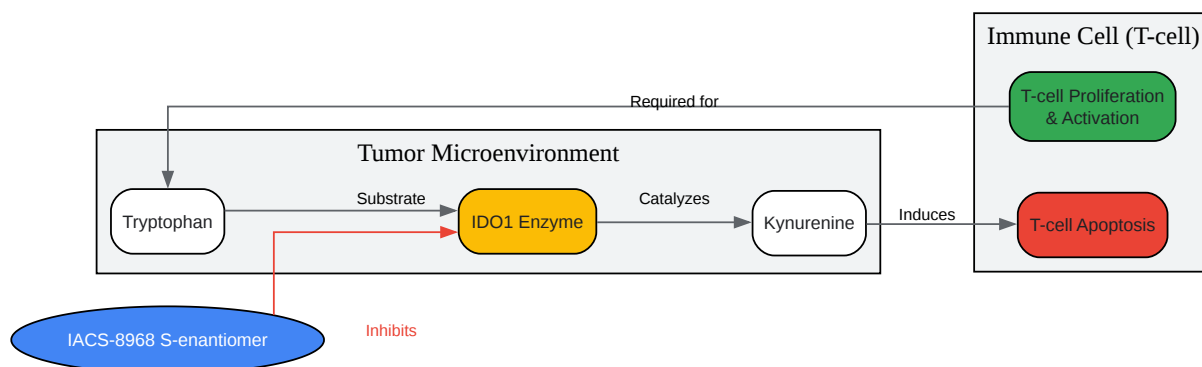 Immune Cell (T-cell)
T-cell Proliferation
& Activation
Required for
Tumor Microenvironment
Tryptophan
Substrate
IDO1 Enzyme
Catalyzes
Kynurenine
Induces
T-cell Apoptosis
IACS-8968 S-enantiomer
Inhibits